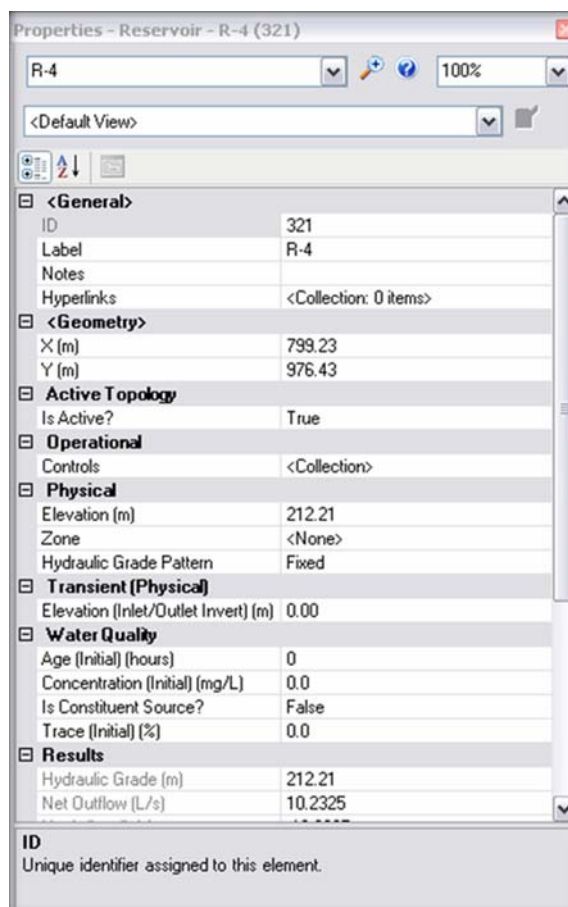 Properties - Reservoir - R-4 (321)
R-4 100%
<Default View>
<General>
ID 321
Label R-4
Notes
Hyperlinks <Collection: 0 items>
<Geometry>
X (m) 799.23
Y (m) 976.43
Active Topology
Is Active? True
Operational
Controls <Collection>
Physical
Elevation (m) 212.21
Zone <None>
Hydraulic Grade Pattern Fixed
Transient (Physical)
Elevation (Inlet/Outlet Invert) (m) 0.00
Water Quality
Age (Initial) (hours) 0
Concentration (Initial) (mg/L) 0.0
Is Constituent Source? False
Trace (Initial) (%) 0.0
Results
Hydraulic Grade (m) 212.21
Net Outflow (L/s) 10.2325
ID
Unique identifier assigned to this element.